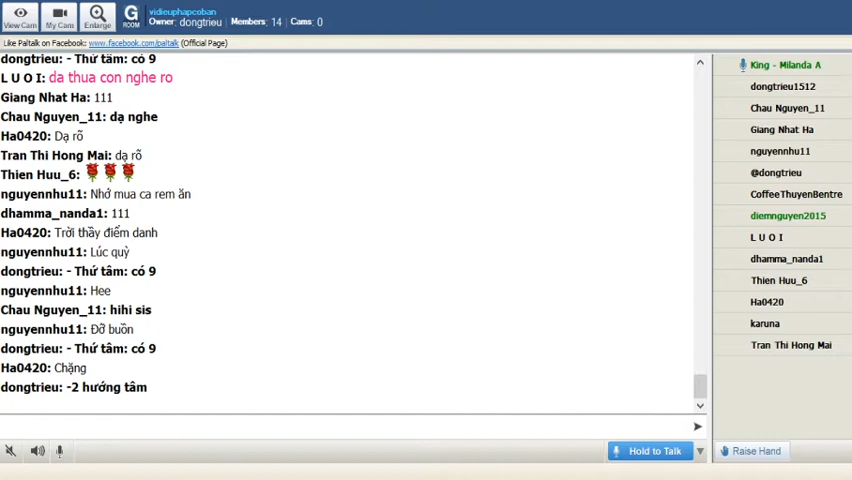 View Cam
My Cam
Enlarge
G
ROOM
vidieuphapcoban
Owner: dongtrieu Members: 14 Cams: 0
Like Paltalk on Facebook: www.facebook.com/paltalk (Official Page)
dongtrieu: - Thứ tâm: có 9
L U O I: da thua con nghe ro
Giang Nhat Ha: 111
Chau Nguyen_11: dạ nghe
Ha0420: Dạ rõ
Tran Thi Hong Mai: dạ rõ
Thien Huu_6:
nguyennhu11: Nhớ mua ca rem ăn
dhamma_nanda1: 111
Ha0420: Trời thầy điểm danh
nguyennhu11: Lúc quỳ
dongtrieu: - Thứ tâm: có 9
nguyennhu11: Hee
Chau Nguyen_11: hihi sis
nguyennhu11: Đỡ buồn
dongtrieu: - Thứ tâm: có 9
Ha0420: Chặng
dongtrieu: -2 hướng tâm
King - Milanda A
dongtrieu1512
Chau Nguyen_11
Giang Nhat Ha
nguyennhu11
@dongtrieu
CoffeeThuyenBentre
diemnguyen2015
L U O I
dhamma_nanda1
Thien Huu_6
Ha0420
karuna
Tran Thi Hong Mai
Hold to Talk
Raise Hand